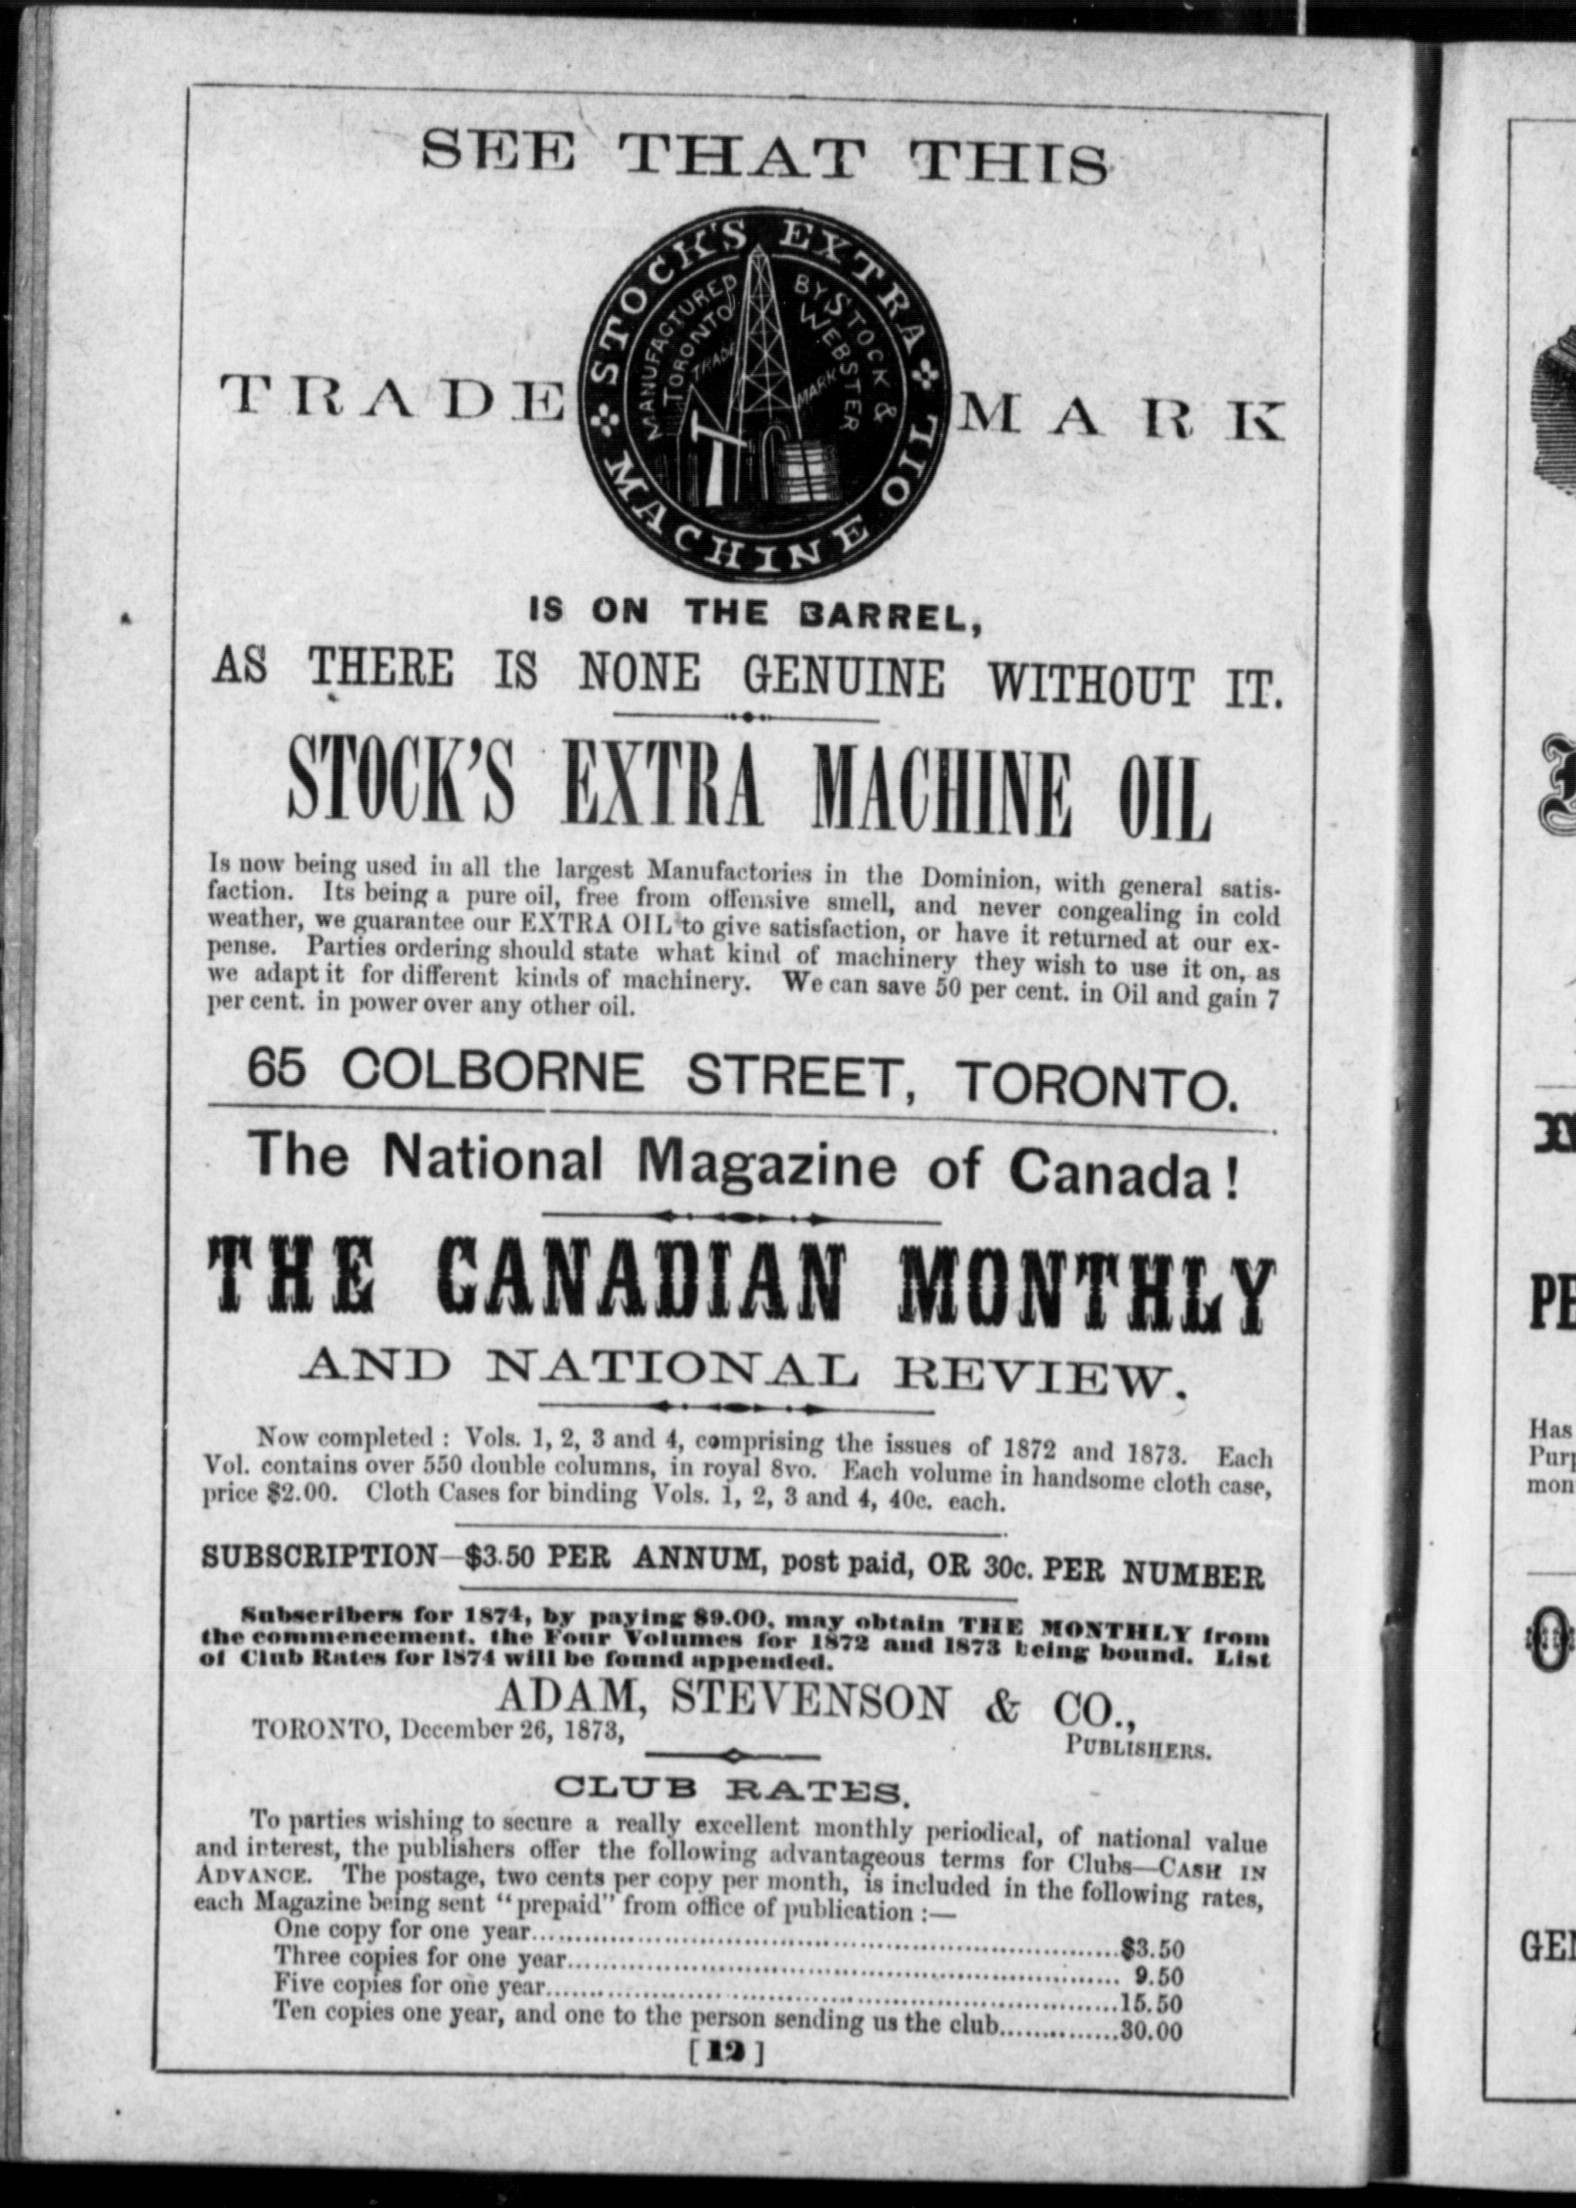 SEE THAT THIS
TRADE MARK
STOCK'S EXTRA MACHINE OIL
MANUFACTURED BY STOCK & WEBSTER
TORONTO
TRADE MARK
IS ON THE BARREL,
AS THERE IS NONE GENUINE WITHOUT IT.
STOCK'S EXTRA MACHINE OIL
Is now being used in all the largest Manufactories in the Dominion, with general satis-
faction. Its being a pure oil, free from offensive smell, and never congealing in cold
weather, we guarantee our EXTRA OIL to give satisfaction, or have it returned at our ex-
pense. Parties ordering should state what kind of machinery they wish to use it on, as
we adapt it for different kinds of machinery. We can save 50 per cent. in Oil and gain 7
per cent. in power over any other oil.
65 COLBORNE STREET, TORONTO.
The National Magazine of Canada!
THE CANADIAN MONTHLY
AND NATIONAL REVIEW.
Now completed : Vols. 1, 2, 3 and 4, comprising the issues of 1872 and 1873. Each
Vol. contains over 550 double columns, in royal 8vo. Each volume in handsome cloth case,
price $2.00. Cloth Cases for binding Vols. 1, 2, 3 and 4, 40c. each.
SUBSCRIPTION—$3.50 PER ANNUM, post paid, OR 30c. PER NUMBER
Subscribers for 1874, by paying $9.00, may obtain THE MONTHLY from
the commencement, the Four Volumes for 1872 and 1873 being bound. List
of Club Rates for 1874 will be found appended.
ADAM, STEVENSON & CO.,
TORONTO, December 26, 1873,
PUBLISHERS.
CLUB RATES.
To parties wishing to secure a really excellent monthly periodical, of national value
and interest, the publishers offer the following advantageous terms for Clubs—CASH IN
ADVANCE. The postage, two cents per copy per month, is included in the following rates,
each Magazine being sent "prepaid" from office of publication :—
One copy for one year............$3.50
Three copies for one year............ 9.50
Five copies for one year............15.50
Ten copies one year, and one to the person sending us the club............30.00
[12]
PE
Has
Purp
mon
O
GEN